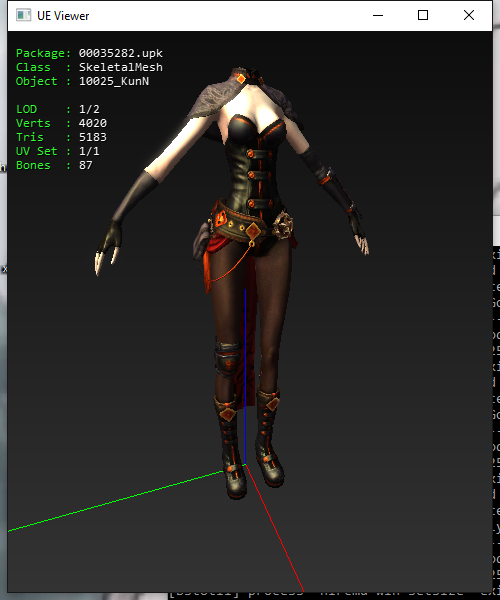 UE Viewer
Package: 00035282.upk
Class : SkeletalMesh
Object : 10025_KunN
LOD : 1/2
Verts : 4020
Tris : 5183
UV Set : 1/1
Bones : 87